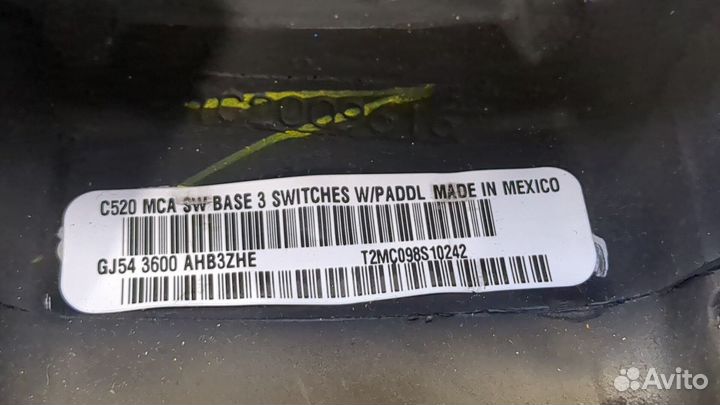 C520 MCA SW BASE 3 SWITCHES W/PADDL MADE IN MEXICO
GJ54 3600 AHB3ZHE T2MC098S10242
Avito